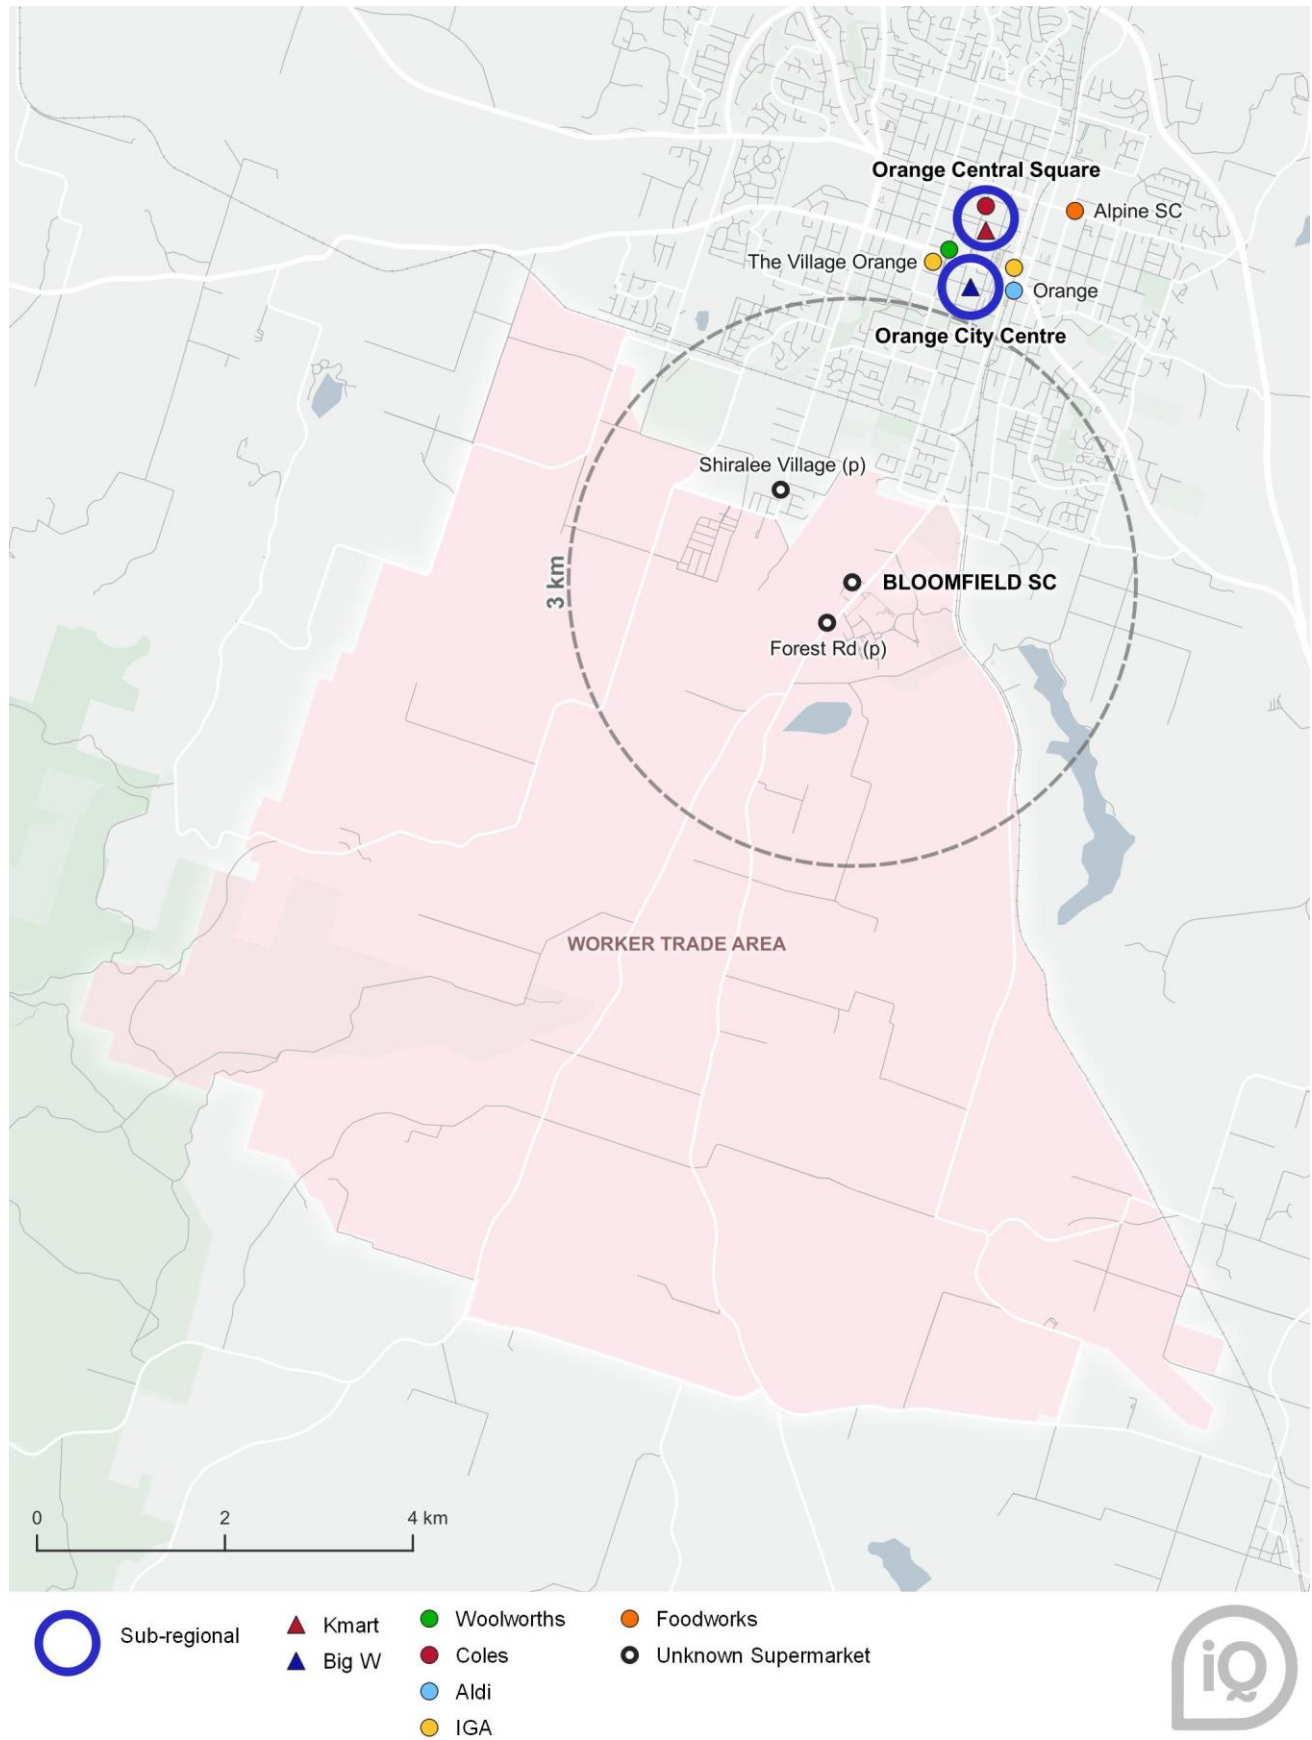 Orange Central Square
Alpine SC
The Village Orange
Orange
Orange City Centre
Shiralee Village (p)
3 km
BLOOMFIELD SC
Forest Rd (p)
WORKER TRADE AREA
0 2 4 km
Sub-regional
Kmart
Big W
Woolworths
Coles
Aldi
IGA
Foodworks
Unknown Supermarket
iQ